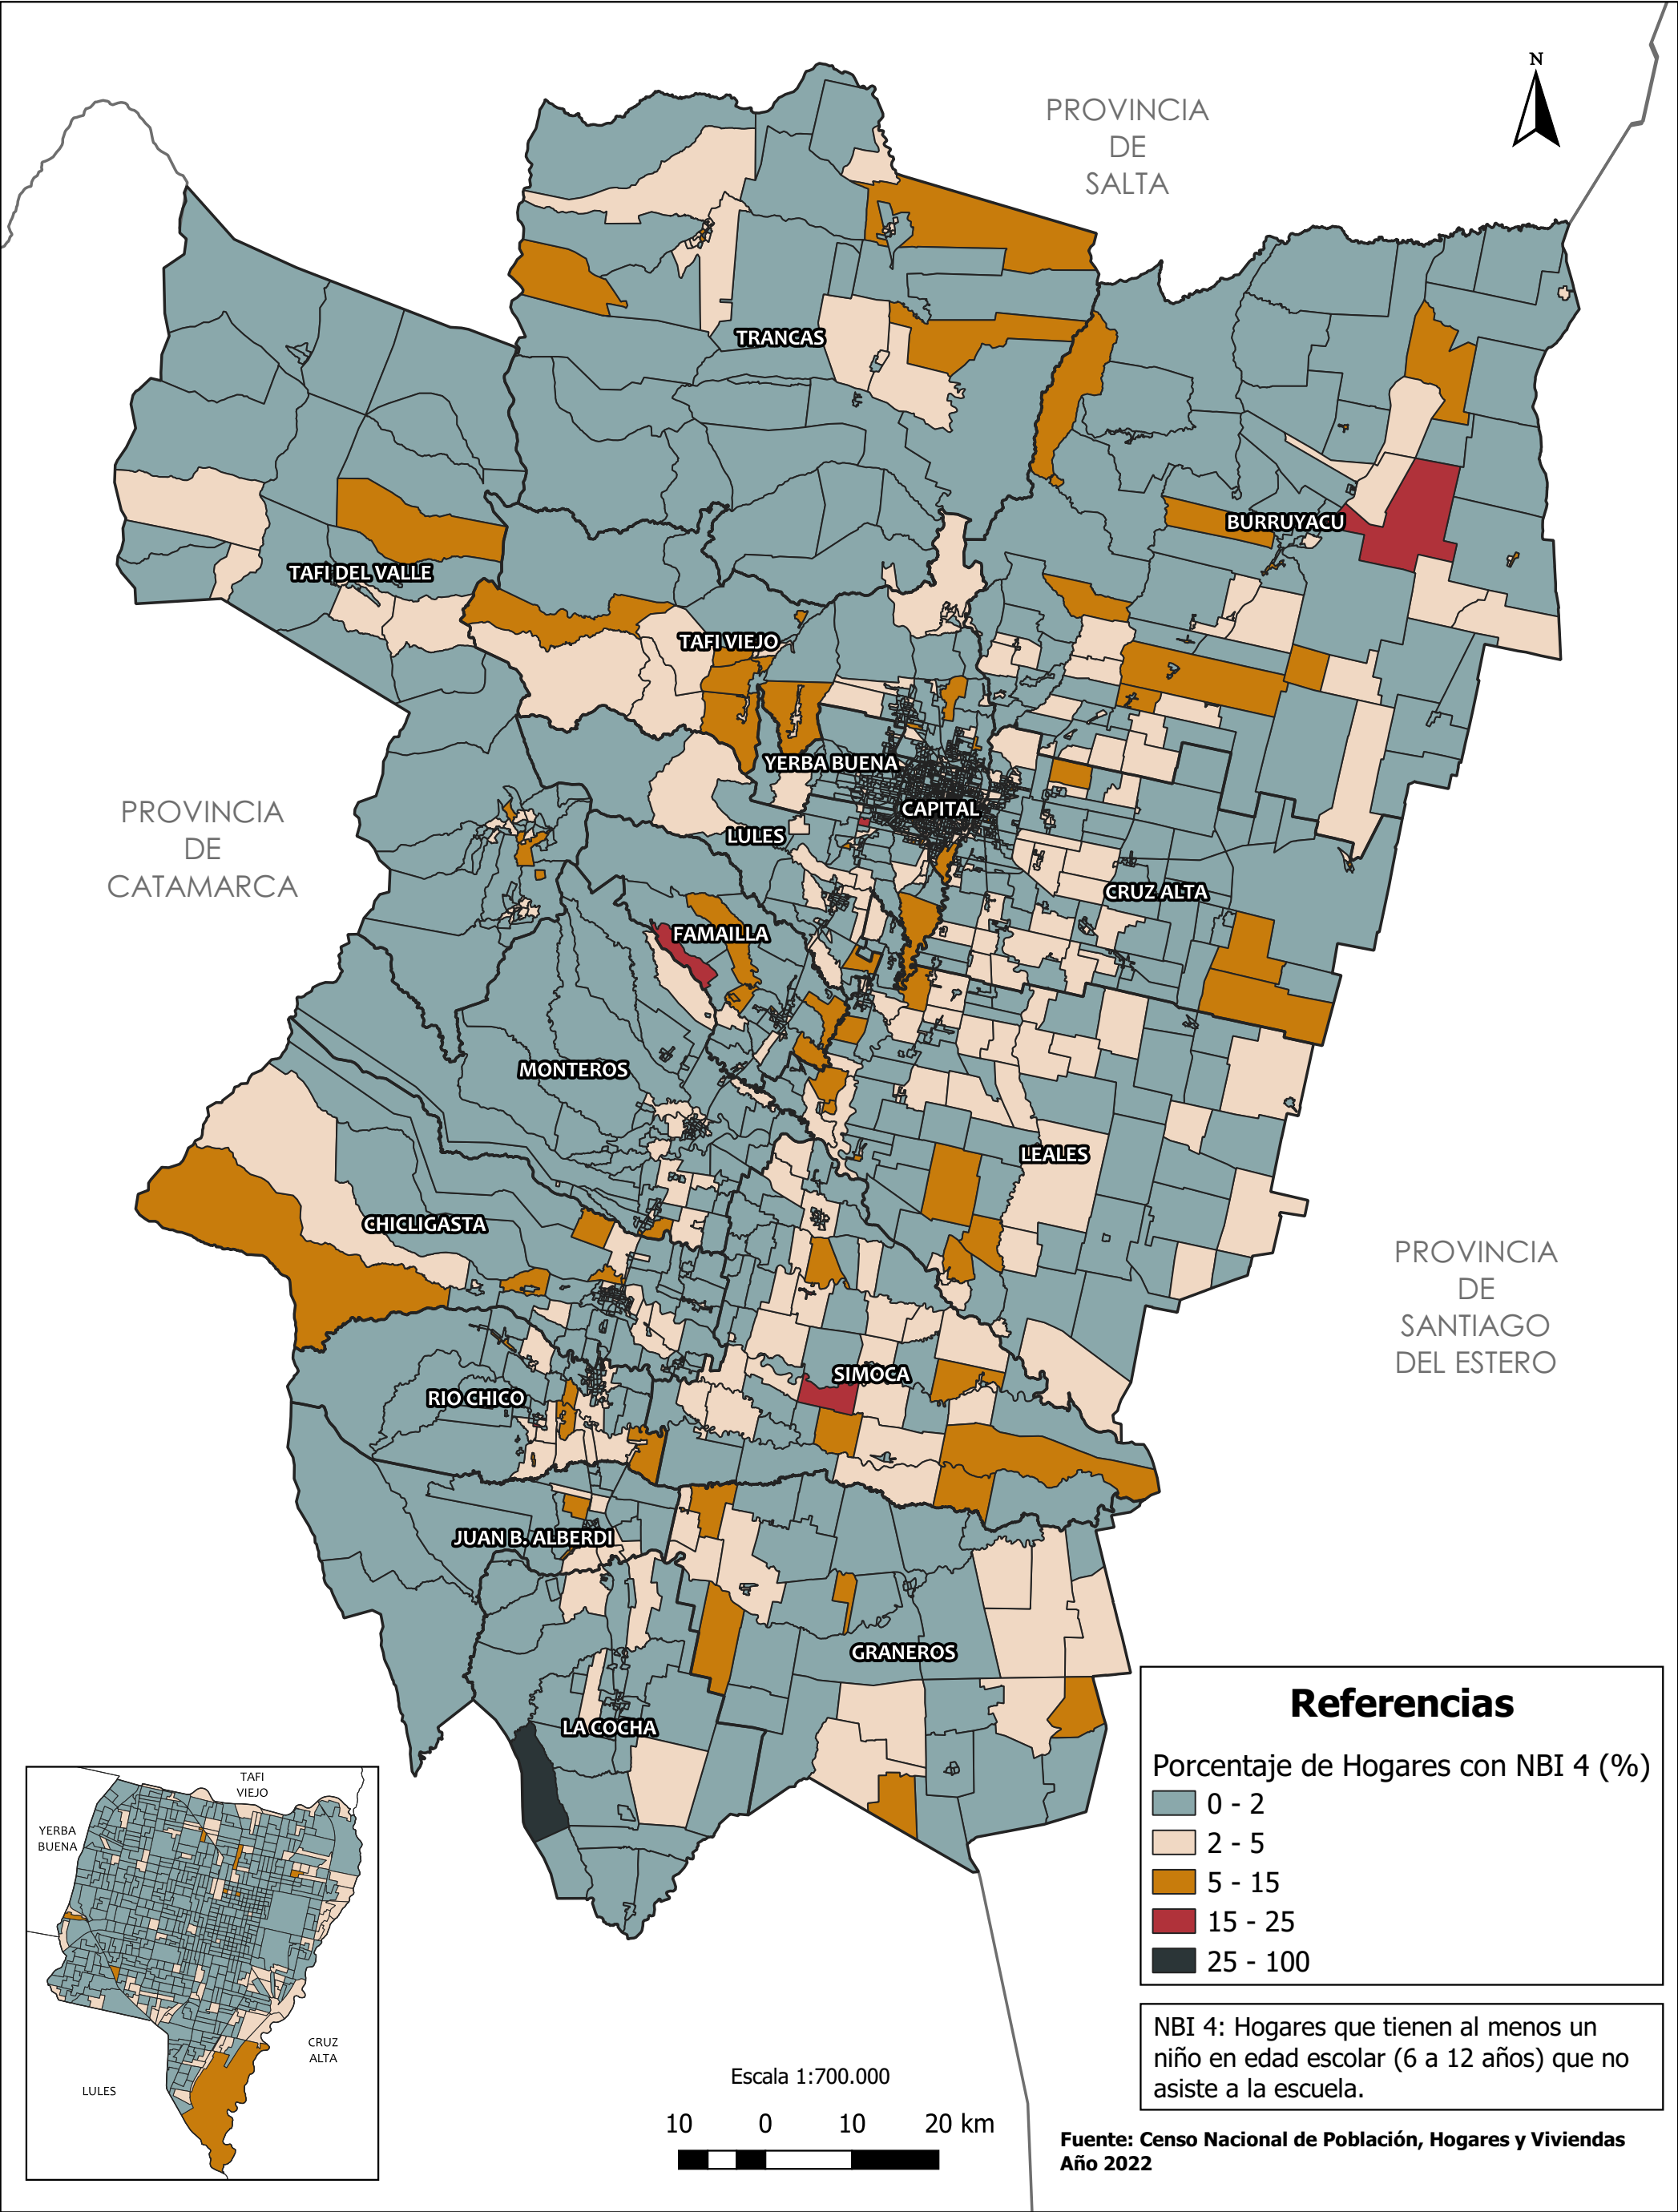 N
PROVINCIA
DE
SALTA
TRANCAS
BURRUYACU
TAFI DEL VALLE
TAFI VIEJO
YERBA BUENA
CAPITAL
PROVINCIA
DE
CATAMARCA
LULES
CRUZ ALTA
FAMAILLA
MONTEROS
LEALES
CHICLIGASTA
PROVINCIA
DE
SANTIAGO
DEL ESTERO
SIMOCA
RIO CHICO
JUAN B. ALBERDI
GRANEROS
LA COCHA
Referencias
Porcentaje de Hogares con NBI 4 (%)
0 - 2
2 - 5
5 - 15
15 - 25
25 - 100
TAFI
VIEJO
YERBA
BUENA
CRUZ
ALTA
LULES
NBI 4: Hogares que tienen al menos un
niño en edad escolar (6 a 12 años) que no
asiste a la escuela.
Escala 1:700.000
10 0 10 20 km
Fuente: Censo Nacional de Población, Hogares y Viviendas
Año 2022